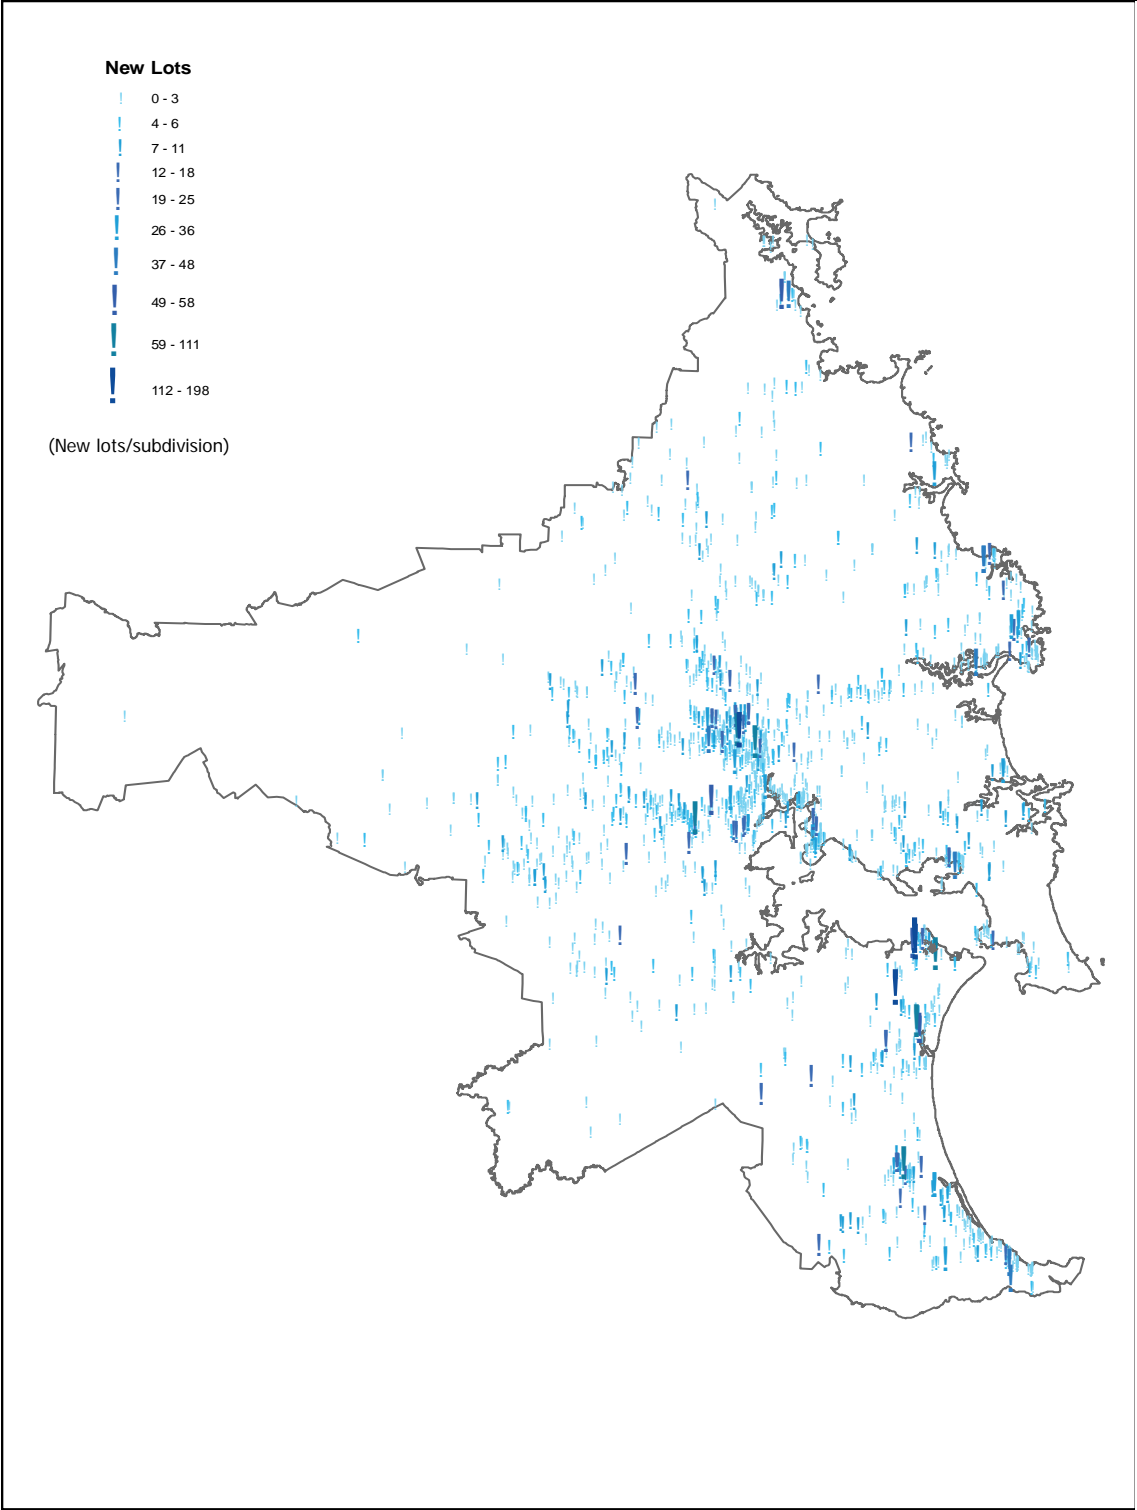 New Lots
0 - 3
4 - 6
7 - 11
12 - 18
19 - 25
26 - 36
37 - 48
49 - 58
59 - 111
112 - 198
(New lots/subdivision)